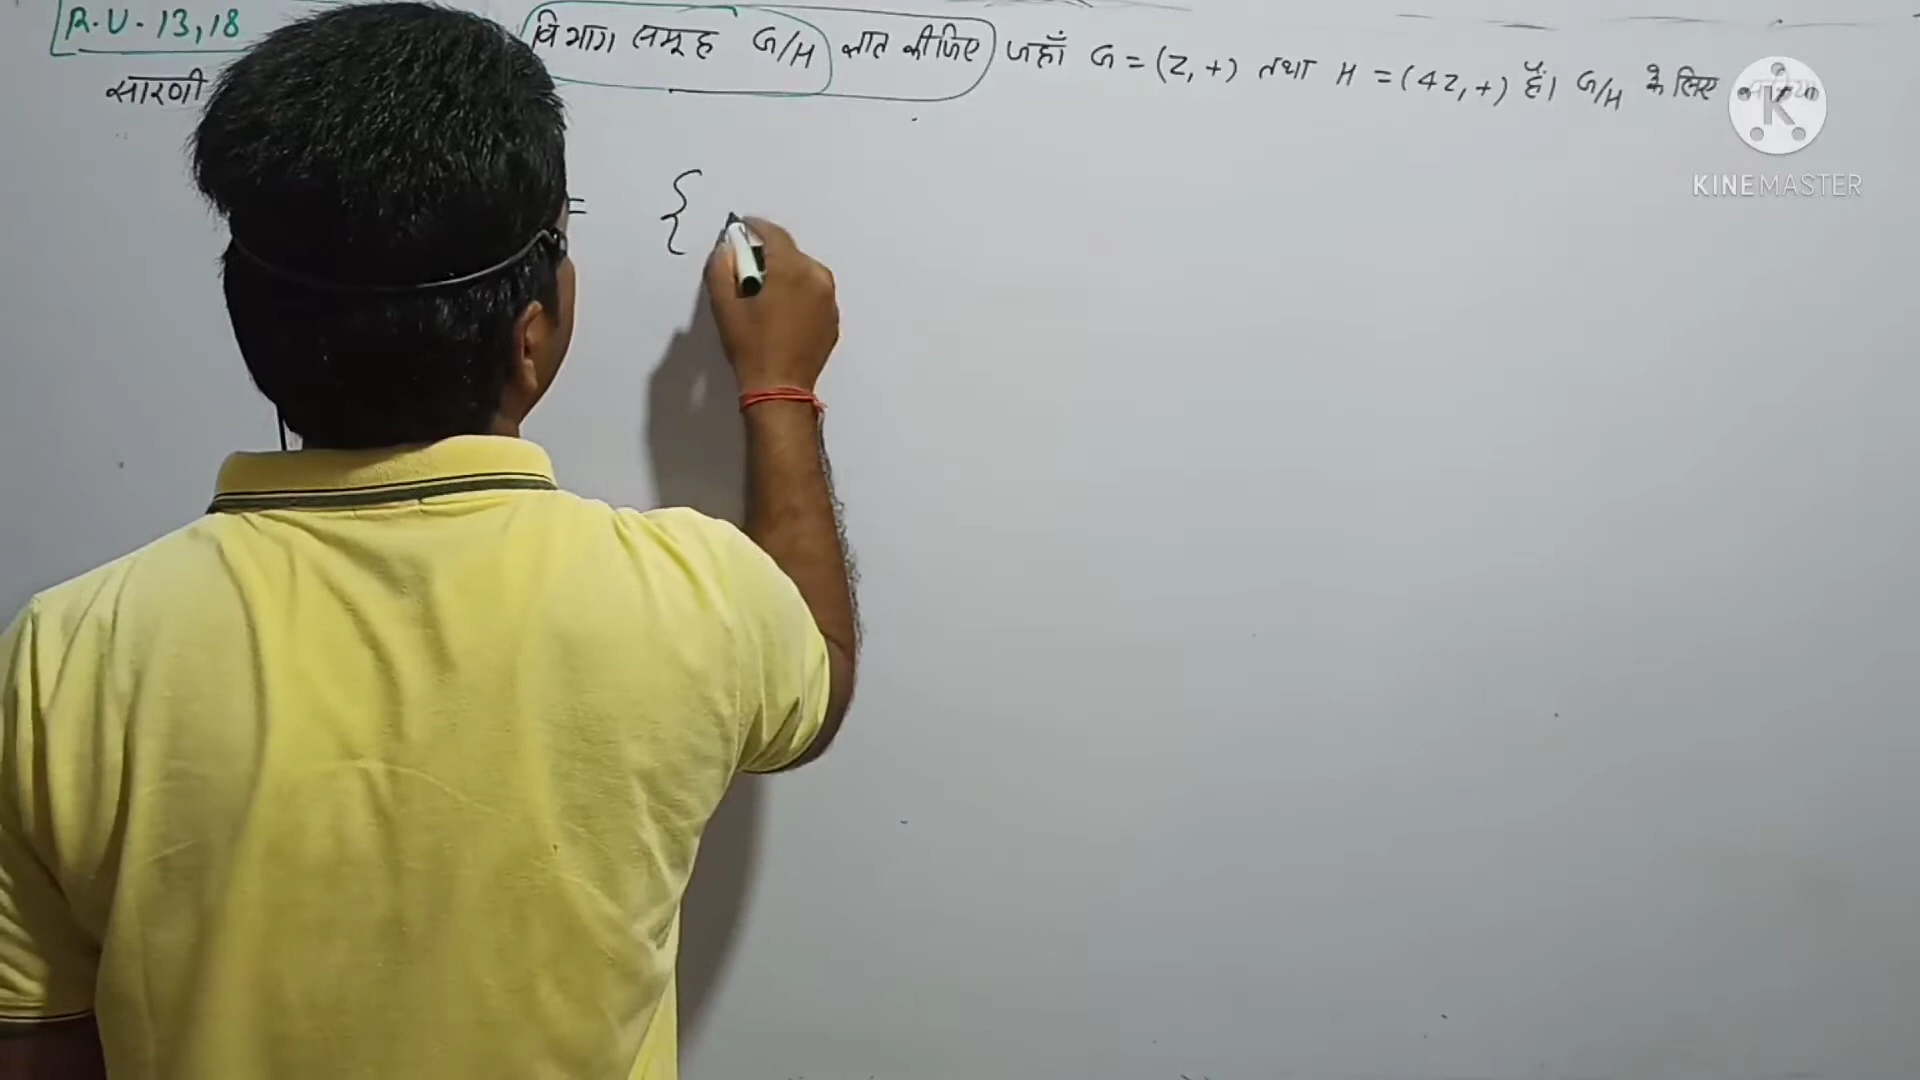 R.U. 13,18 विभाग समूह G/H ज्ञात कीजिए जहाँ G = (Z, +) तथा H = (4Z, +) हैं। G/H के लिए
सारणी
= {
K
KINEMASTER